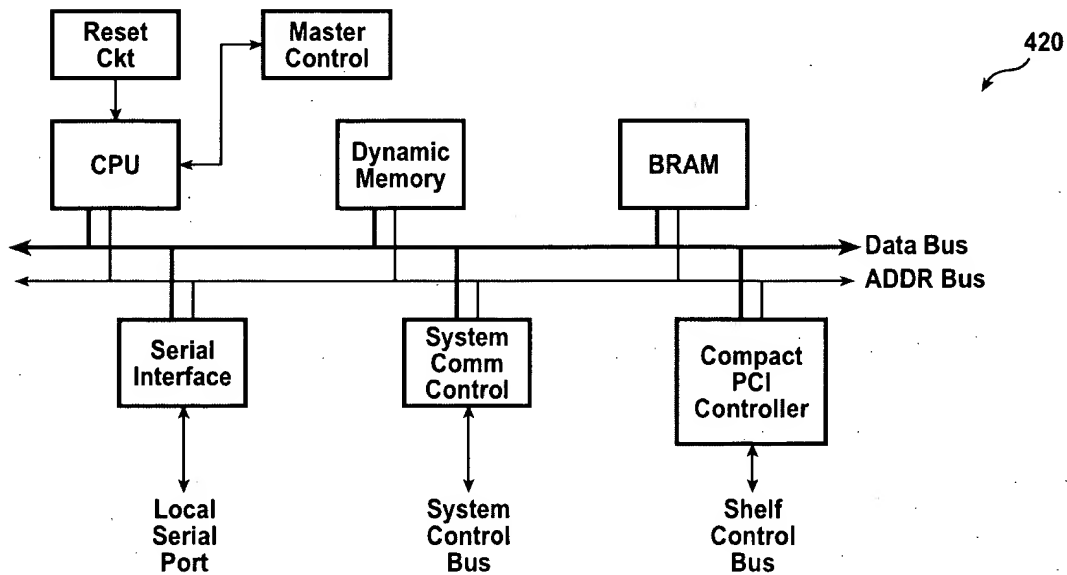 Reset
Ckt
Master
Control
420
CPU
Dynamic
Memory
BRAM
Data Bus
ADDR Bus
Serial
Interface
System
Comm
Control
Compact
PCI
Controller
Local
Serial
Port
System
Control
Bus
Shelf
Control
Bus